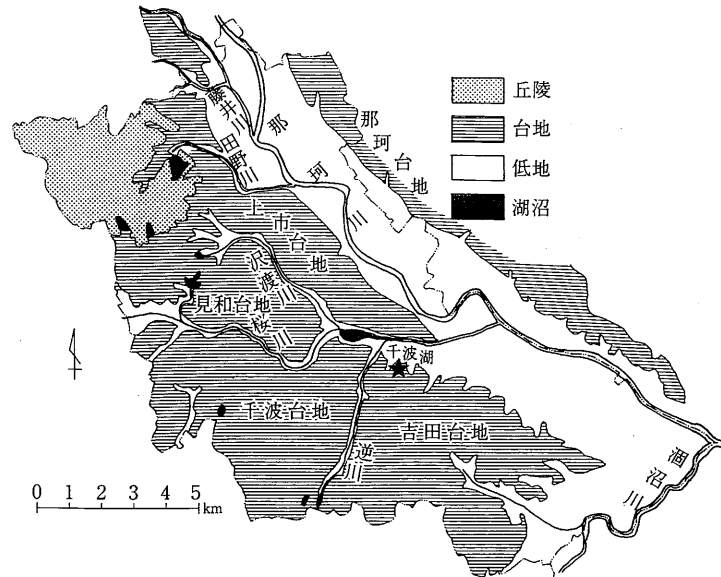 丘陵
台地
低地
湖沼
藤井川
那珂川
那珂台地
田野川
上市台地
沢渡川
見和台地
桜川
千波湖
千波台地
吉田台地
逆川
涸沼川
0 1 2 3 4 5km